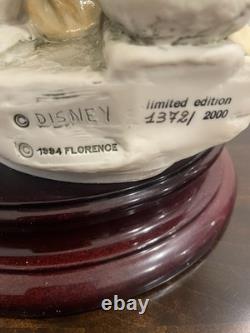 © DISNEY
© 1994 FLORENCE
limited edition
1372/ 2000